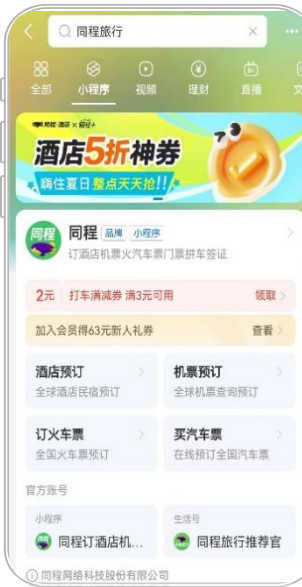 同程旅行
全部
小程序
视频
理财
直播
文
同程 酒店 ×
酒店5折神券
嗨住夏日整点天天抢!!
同程
同程 品牌 小程序
订酒店机票火汽车票门票拼车签证
2元 打车满减券 满3元可用 领取
加入会员得63元新人礼券 查看
酒店预订
全球酒店民宿预订
机票预订
全球机票查询预订
订火车票
全国火车票预订
买汽车票
在线预订全国汽车票
官方账号
小程序
同程订酒店机...
生活号
同程旅行推荐官
同程网络科技股份有限公司